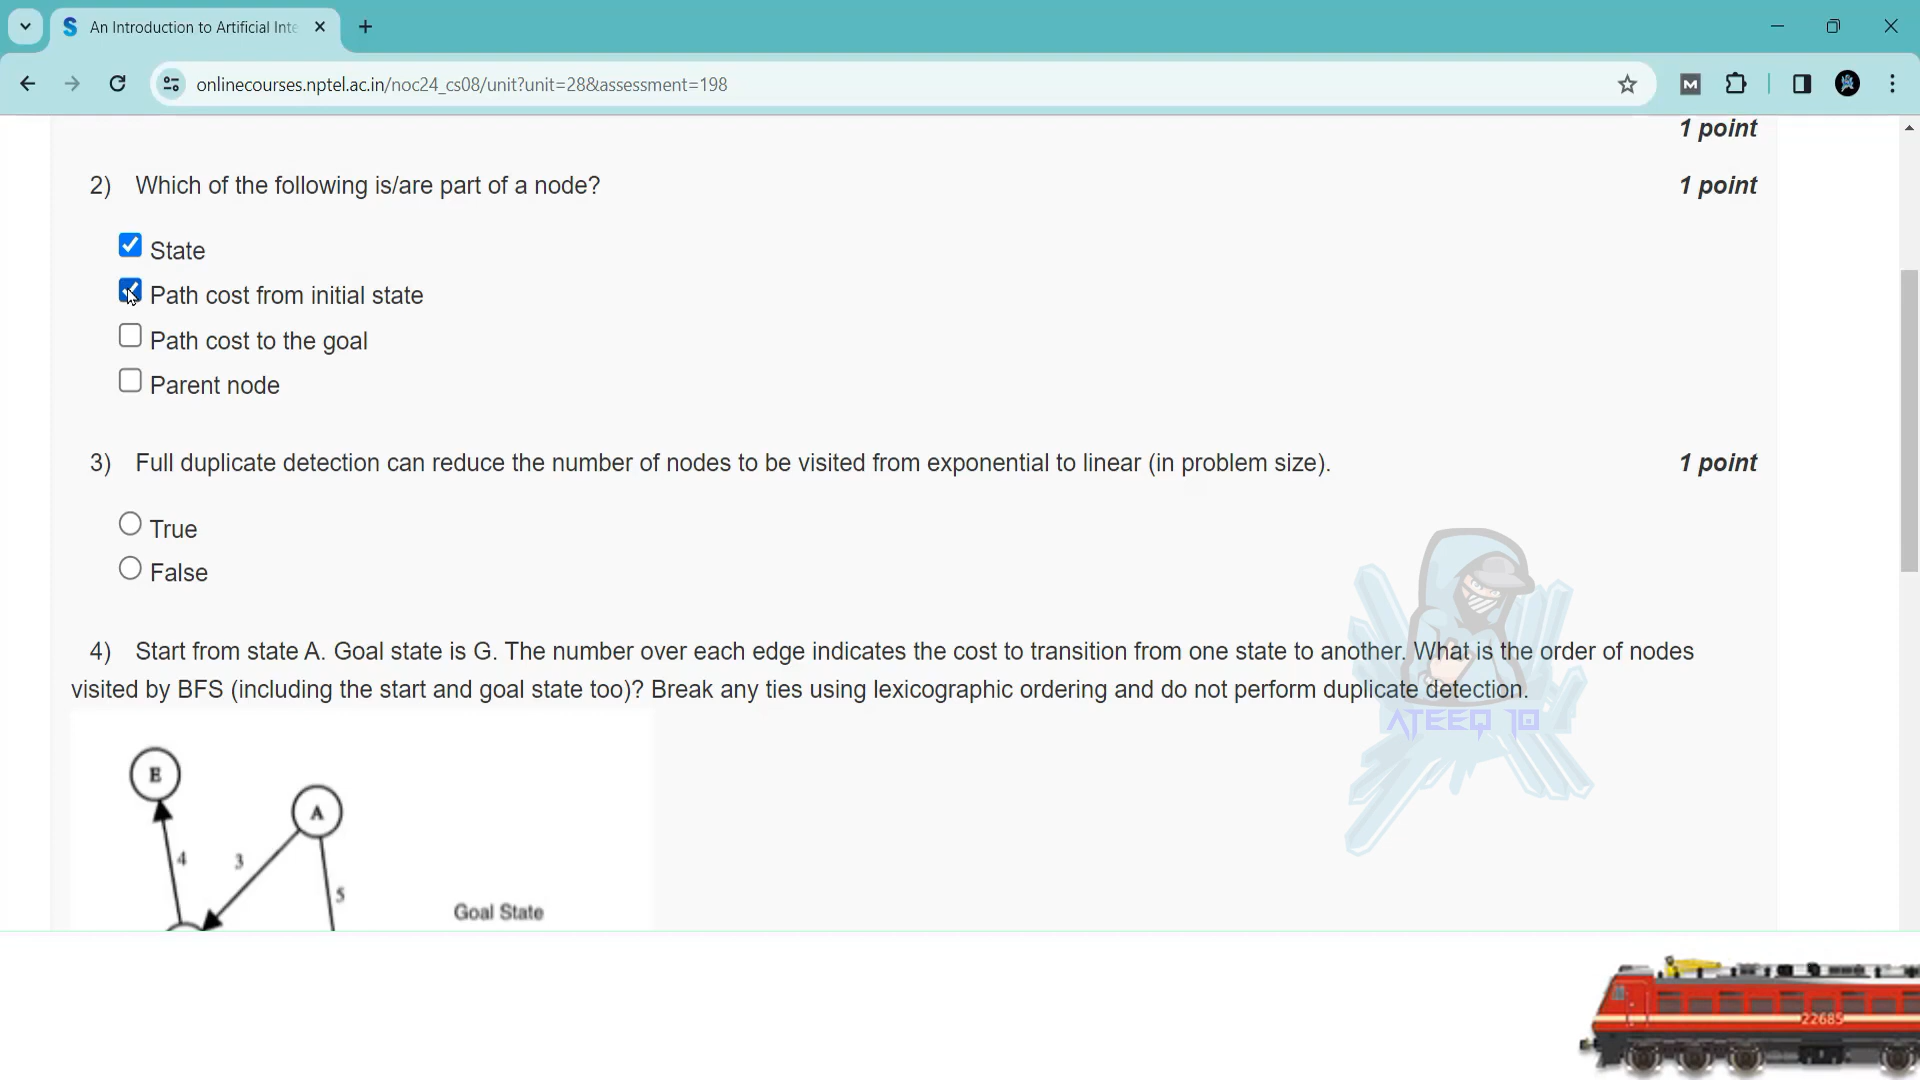 An Introduction to Artificial Inte
onlinecourses.nptel.ac.in/noc24_cs08/unit?unit=28&assessment=198
1 point
2) Which of the following is/are part of a node? 1 point
State
Path cost from initial state
Path cost to the goal
Parent node
3) Full duplicate detection can reduce the number of nodes to be visited from exponential to linear (in problem size). 1 point
True
False
4) Start from state A. Goal state is G. The number over each edge indicates the cost to transition from one state to another. What is the order of nodes
visited by BFS (including the start and goal state too)? Break any ties using lexicographic ordering and do not perform duplicate detection.
ATEEQ 10
E
A
4
3
5
Goal State
22685